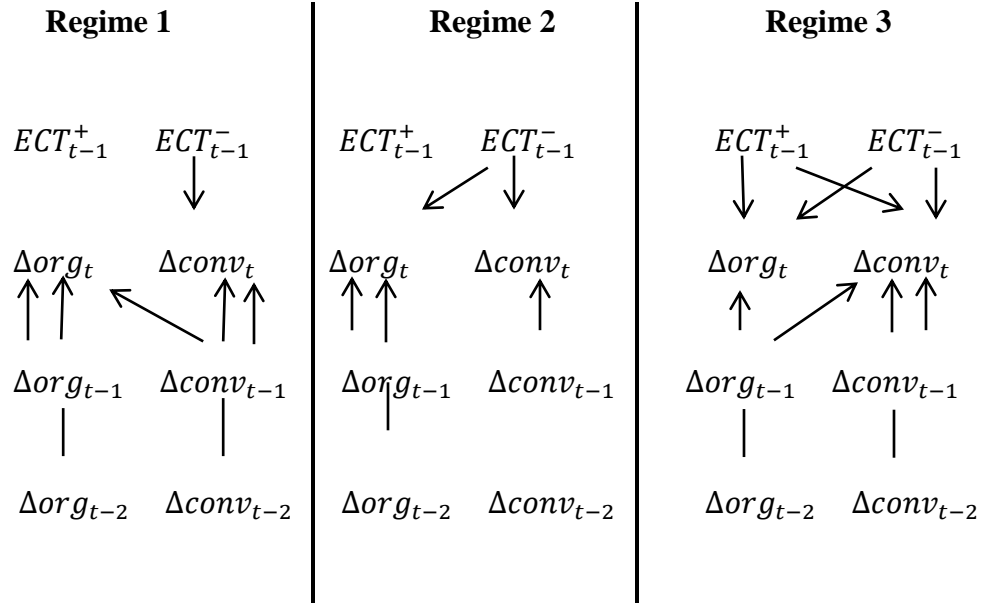 Regime 1 Regime 2 Regime 3
ECT⁺ₜ₋₁ ECT⁻ₜ₋₁ ECT⁺ₜ₋₁ ECT⁻ₜ₋₁ ECT⁺ₜ₋₁ ECT⁻ₜ₋₁
Δorgₜ Δconvₜ Δorgₜ Δconvₜ Δorgₜ Δconvₜ
Δorgₜ₋₁ Δconvₜ₋₁ Δorgₜ₋₁ Δconvₜ₋₁ Δorgₜ₋₁ Δconvₜ₋₁
Δorgₜ₋₂ Δconvₜ₋₂ Δorgₜ₋₂ Δconvₜ₋₂ Δorgₜ₋₂ Δconvₜ₋₂